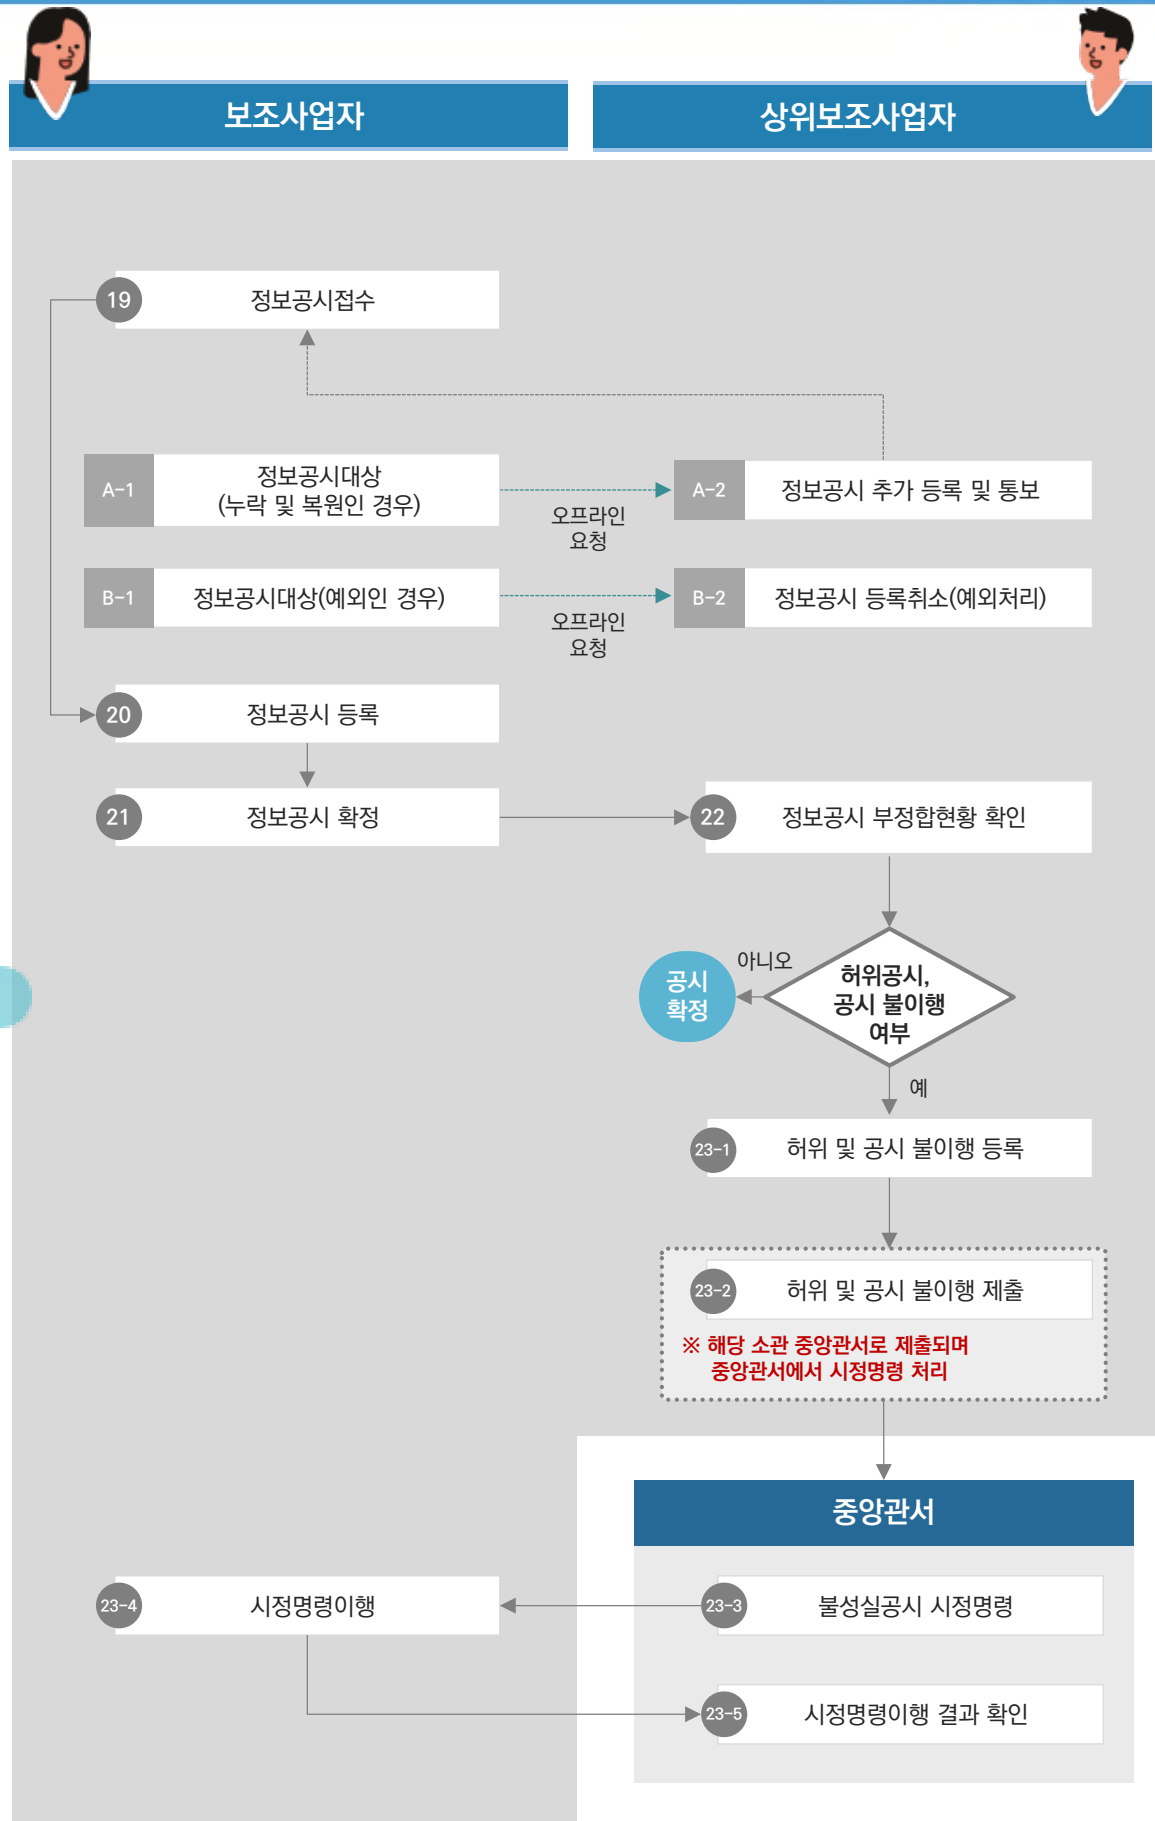 보조사업자
상위보조사업자
19
정보공시접수
A-1
정보공시대상
(누락 및 복원인 경우)
오프라인
요청
A-2
정보공시 추가 등록 및 통보
B-1
정보공시대상(예외인 경우)
오프라인
요청
B-2
정보공시 등록취소(예외처리)
20
정보공시 등록
21
정보공시 확정
22
정보공시 부정합현황 확인
공시
확정
아니오
허위공시,
공시 불이행
여부
예
23-1
허위 및 공시 불이행 등록
23-2
허위 및 공시 불이행 제출
※ 해당 소관 중앙관서로 제출되며
중앙관서에서 시정명령 처리
중앙관서
23-4
시정명령이행
23-3
불성실공시 시정명령
23-5
시정명령이행 결과 확인